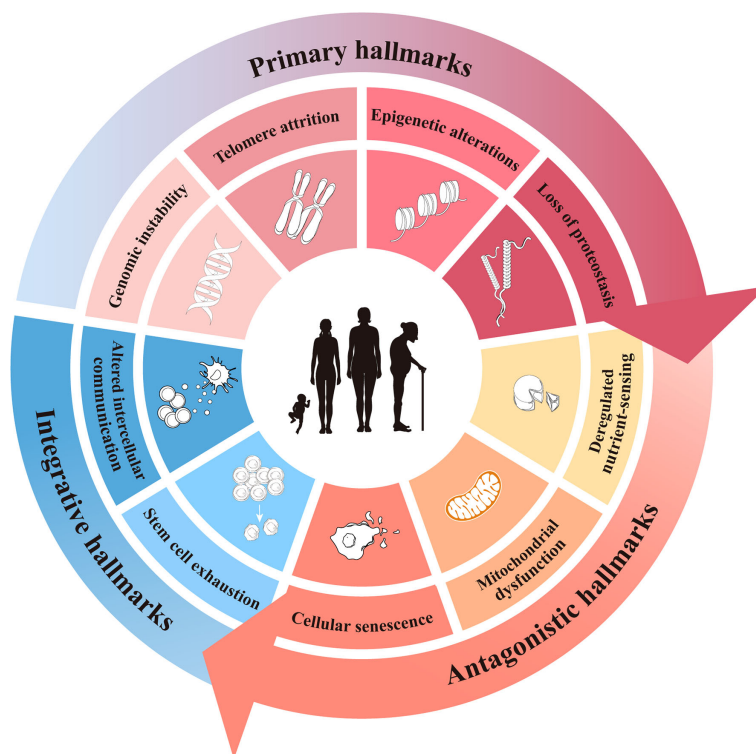 Primary hallmarks
Telomere attrition
Epigenetic alterations
Genomic instability
Loss of proteostasis
Altered intercellular
communication
Deregulated
nutrient-sensing
Integrative hallmarks
Stem cell exhaustion
Mitochondrial
dysfunction
Cellular senescence
Antagonistic hallmarks